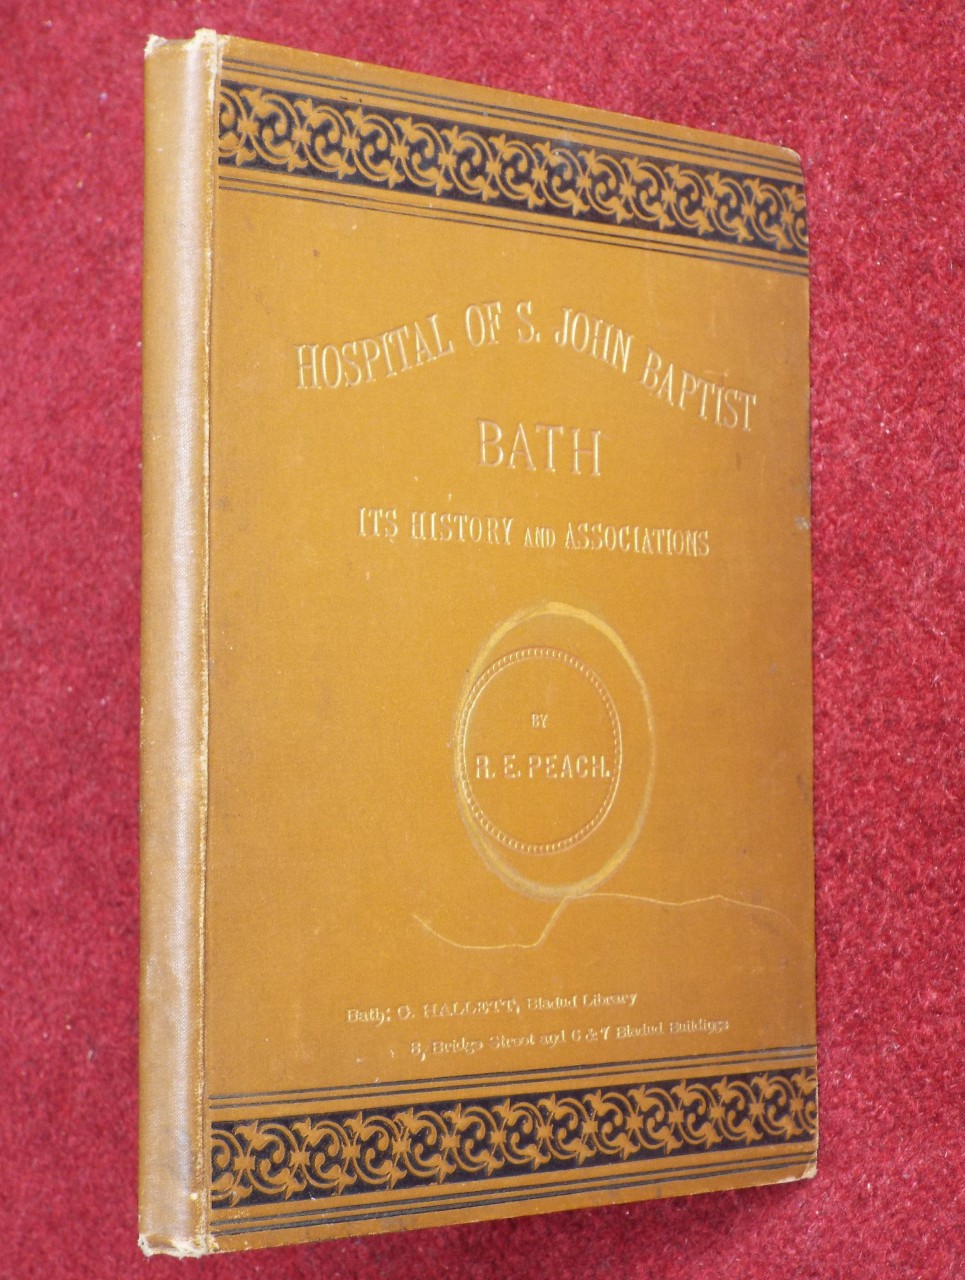 HOSPITAL OF S. JOHN BAPTIST
BATH
ITS HISTORY AND ASSOCIATIONS
BY
R. E. PEACH.
Bath: C. HALLETT, Bladud Library
8, Bridge Street and 6 & 7 Bladud Buildings